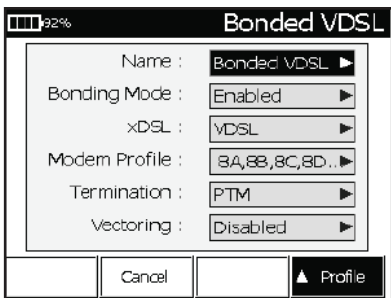 92% Bonded VDSL
Name : Bonded VDSL ►
Bonding Mode : Enabled ►
xDSL : VDSL ►
Modem Profile : 8A,8B,8C,8D..►
Termination : PTM ►
Vectoring : Disabled ►
Cancel ▲ Profile